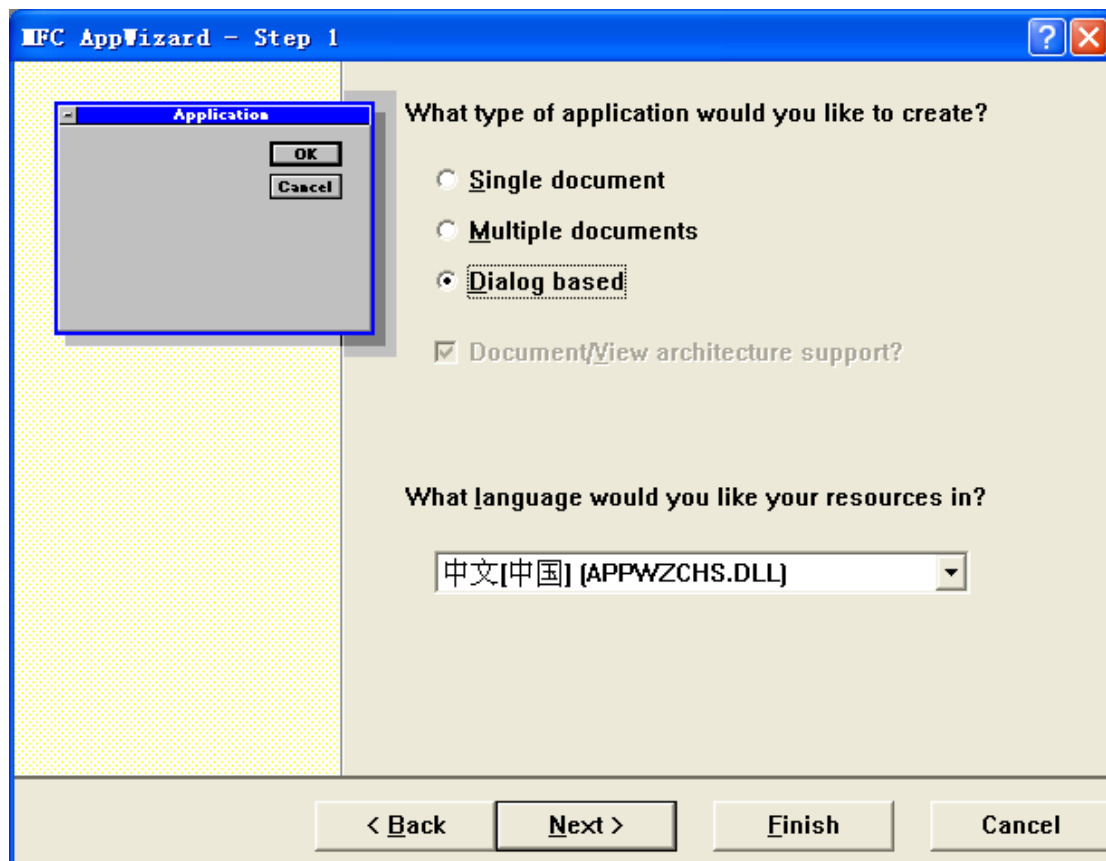 MFC AppWizard - Step 1
Application
OK
Cancel
What type of application would you like to create?
Single document
Multiple documents
Dialog based
Document/View architecture support?
What language would you like your resources in?
中文[中国] (APPWZCHS.DLL)
< Back
Next >
Finish
Cancel